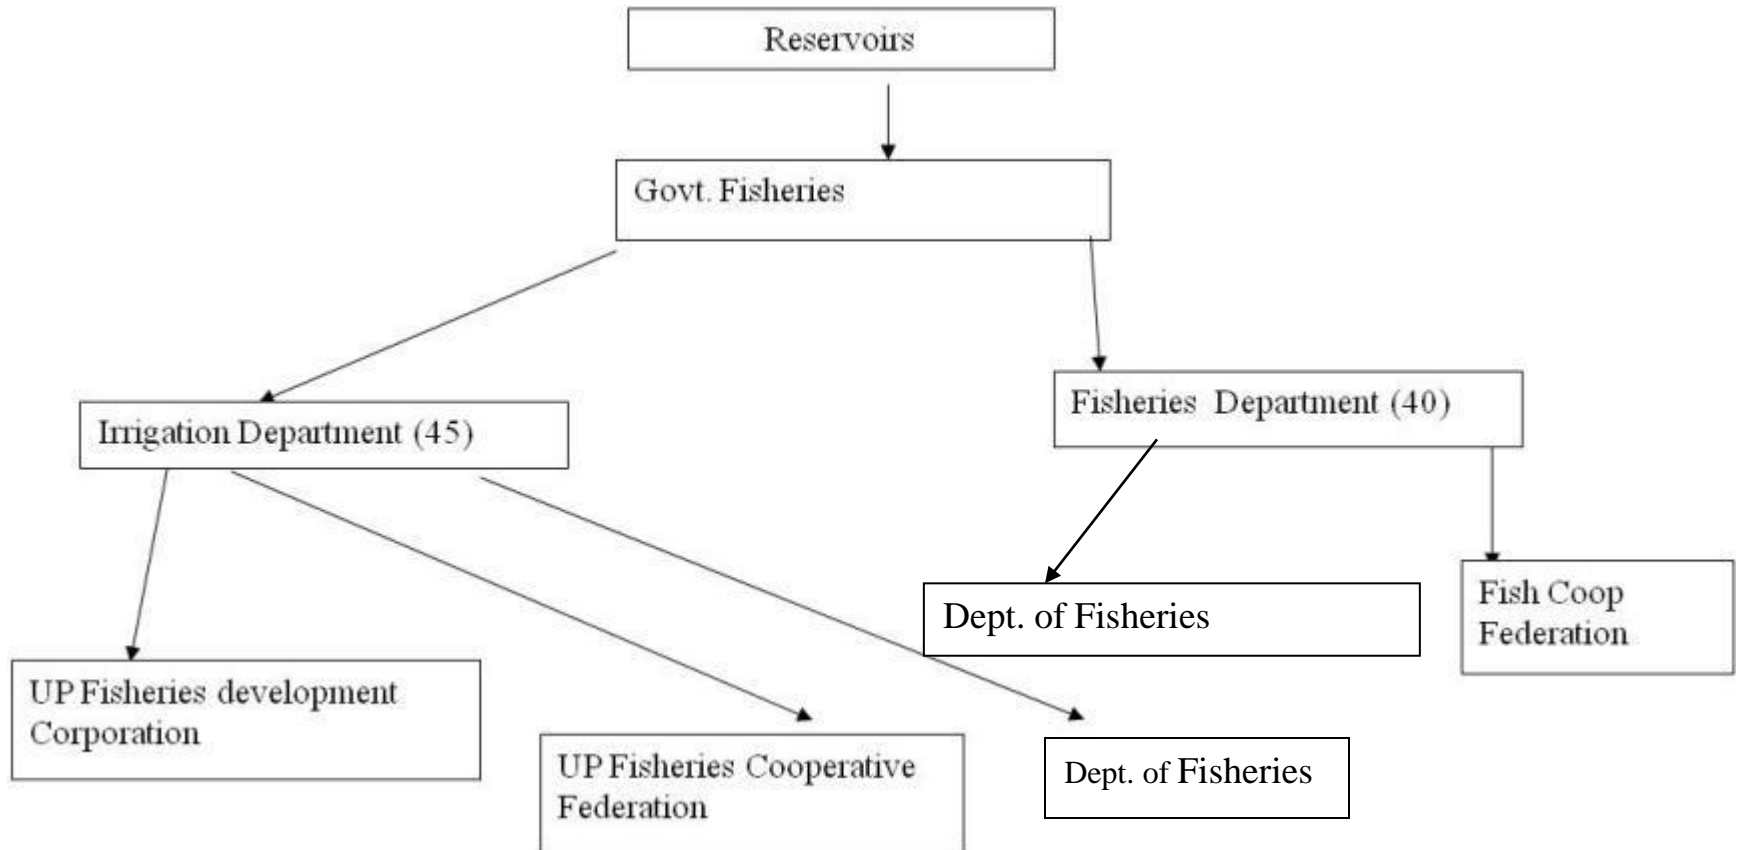 Reservoirs
Govt. Fisheries
Fisheries Department (40)
Irrigation Department (45)
Dept. of Fisheries
Fish Coop
Federation
UP Fisheries development
Corporation
UP Fisheries Cooperative
Federation
Dept. of Fisheries